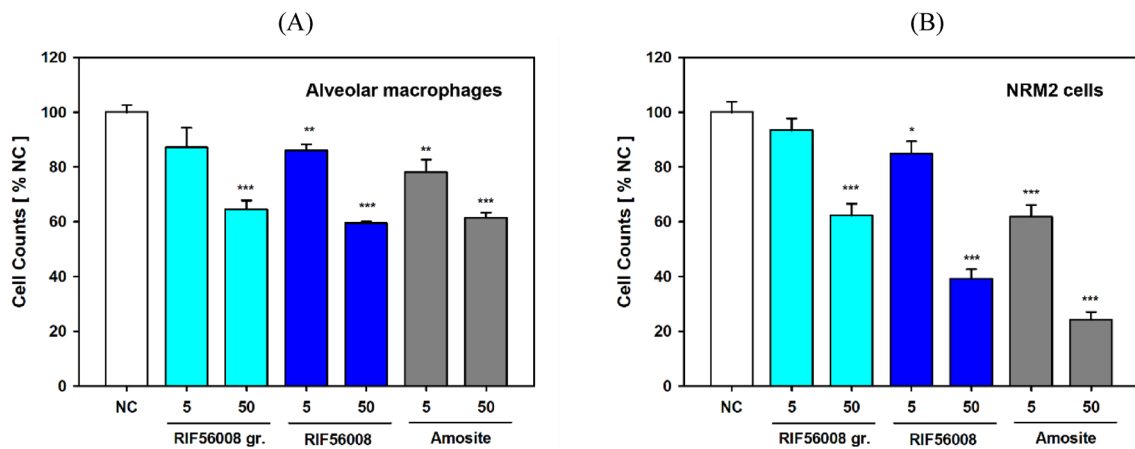 (A)
120
100
80
60
40
20
0
Cell Counts [ % NC ]
Alveolar macrophages
***
**
***
**
***
NC 5 50 5 50 5 50
RIF56008 gr. RIF56008 Amosite
(B)
120
100
80
60
40
20
0
Cell Counts [ % NC ]
NRM2 cells
***
*
***
***
***
NC 5 50 5 50 5 50
RIF56008 gr. RIF56008 Amosite